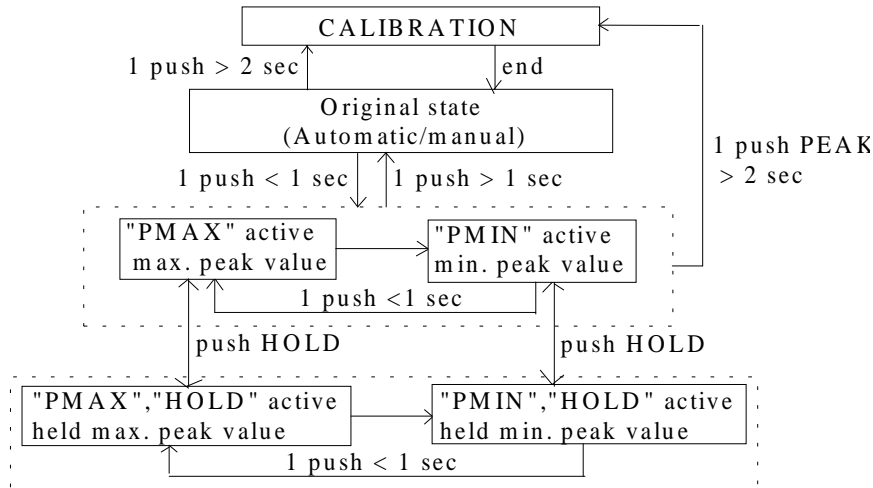 CALIBRATION
1 push > 2 sec
end
Original state
(Automatic/manual)
1 push PEAK
> 2 sec
1 push < 1 sec
1 push > 1 sec
"PMAX" active
max. peak value
"PMIN" active
min. peak value
1 push <1 sec
push HOLD
push HOLD
"PMAX","HOLD" active
held max. peak value
"PMIN","HOLD" active
held min. peak value
1 push < 1 sec